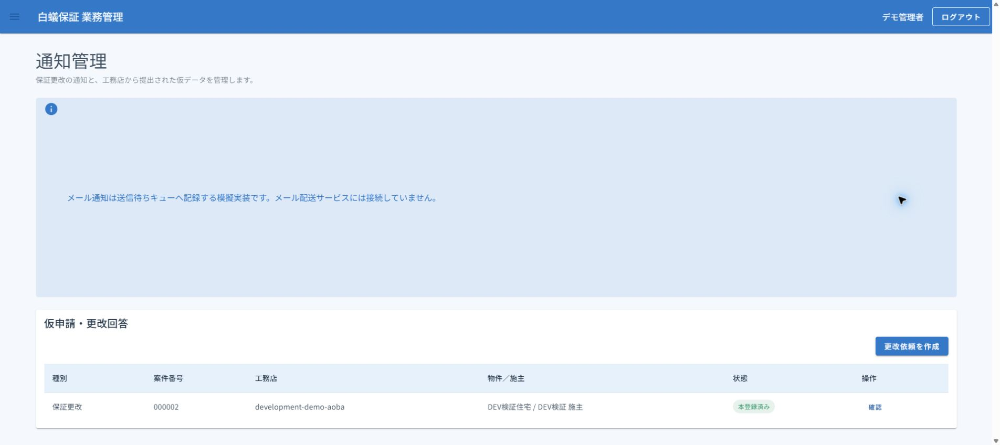 白蟻保証 業務管理
デモ管理者
ログアウト
通知管理
保証更改の通知と、工務店から提出された仮データを管理します。
メール通知は送信待ちキューへ記録する模擬実装です。メール配送サービスには接続していません。
仮申請・更改回答
更改依頼を作成
種別 案件番号 工務店 物件／施主 状態 操作
保証更改 000002 development-demo-aoba DEV検証住宅 / DEV検証 施主 本登録済み 確認